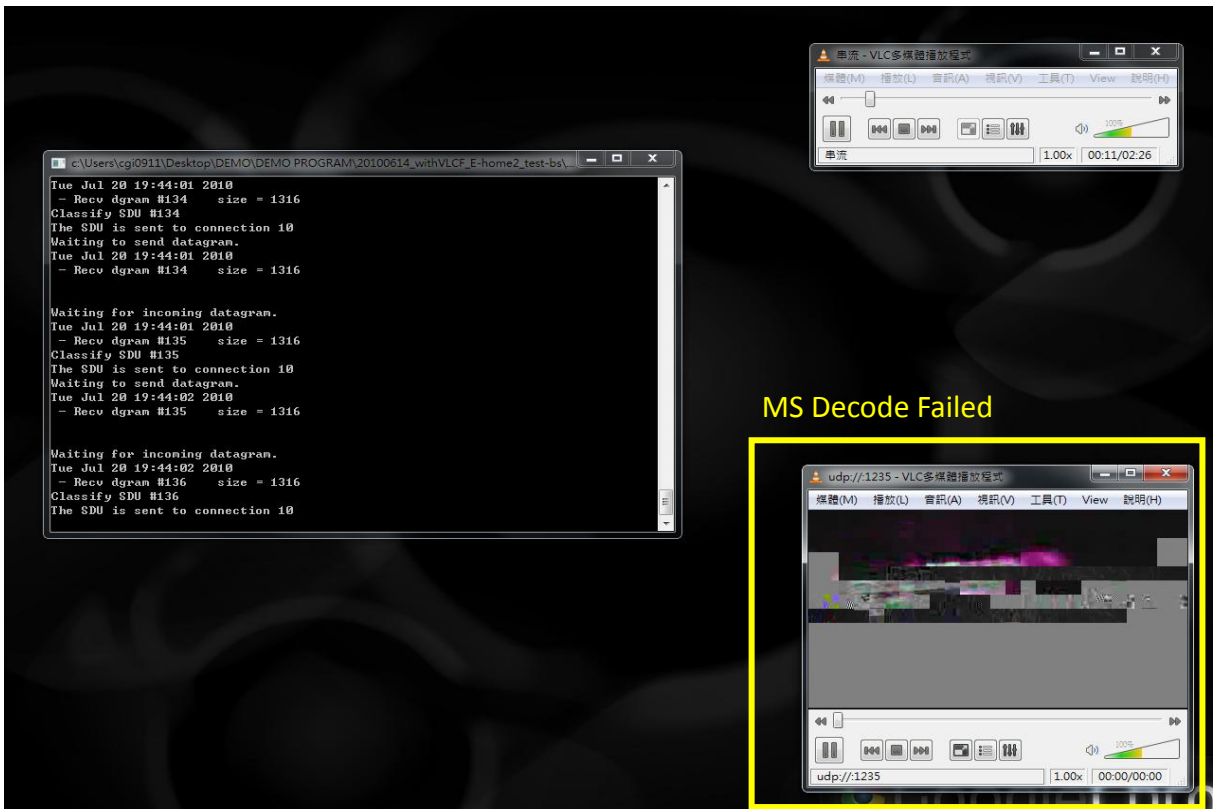 串流 - VLC多媒體播放程式
媒體(M) 播放(L) 音訊(A) 視訊(V) 工具(T) View 說明(H)
100%
串流 1.00x 00:11/02:26
c:\Users\cgi0911\Desktop\DEMO\DEMO PROGRAM\20100614_withVLCF_E-home2_test-bs\...
Tue Jul 20 19:44:01 2010
- Recv dgram #134 size = 1316
Classify SDU #134
The SDU is sent to connection 10
Waiting to send datagram.
Tue Jul 20 19:44:01 2010
- Recv dgram #134 size = 1316
Waiting for incoming datagram.
Tue Jul 20 19:44:01 2010
- Recv dgram #135 size = 1316
Classify SDU #135
The SDU is sent to connection 10
Waiting to send datagram.
Tue Jul 20 19:44:02 2010
- Recv dgram #135 size = 1316
Waiting for incoming datagram.
Tue Jul 20 19:44:02 2010
- Recv dgram #136 size = 1316
Classify SDU #136
The SDU is sent to connection 10
MS Decode Failed
udp://:1235 - VLC多媒體播放程式
媒體(M) 播放(L) 音訊(A) 視訊(V) 工具(T) View 說明(H)
100%
udp://:1235 1.00x 00:00/00:00